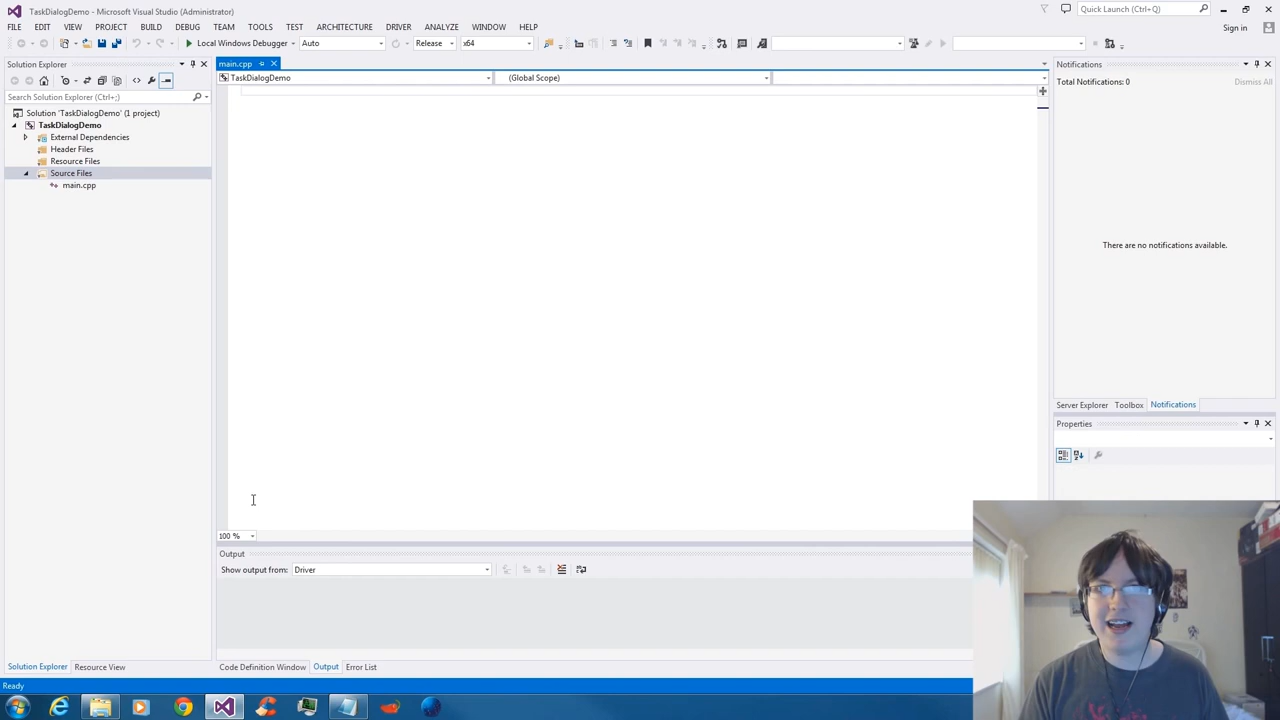 TaskDialogDemo - Microsoft Visual Studio (Administrator)
Quick Launch (Ctrl+Q)
FILE EDIT VIEW PROJECT BUILD DEBUG TEAM TOOLS TEST ARCHITECTURE DRIVER ANALYZE WINDOW HELP
Sign in
Local Windows Debugger Auto Release x64
Solution Explorer
main.cpp
Notifications
Search Solution Explorer (Ctrl+;)
TaskDialogDemo (Global Scope)
Total Notifications: 0 Dismiss All
Solution 'TaskDialogDemo' (1 project)
TaskDialogDemo
External Dependencies
Header Files
Resource Files
Source Files
main.cpp
There are no notifications available.
Server Explorer Toolbox Notifications
Properties
100 %
Output
Show output from: Driver
Solution Explorer Resource View
Code Definition Window Output Error List
Ready